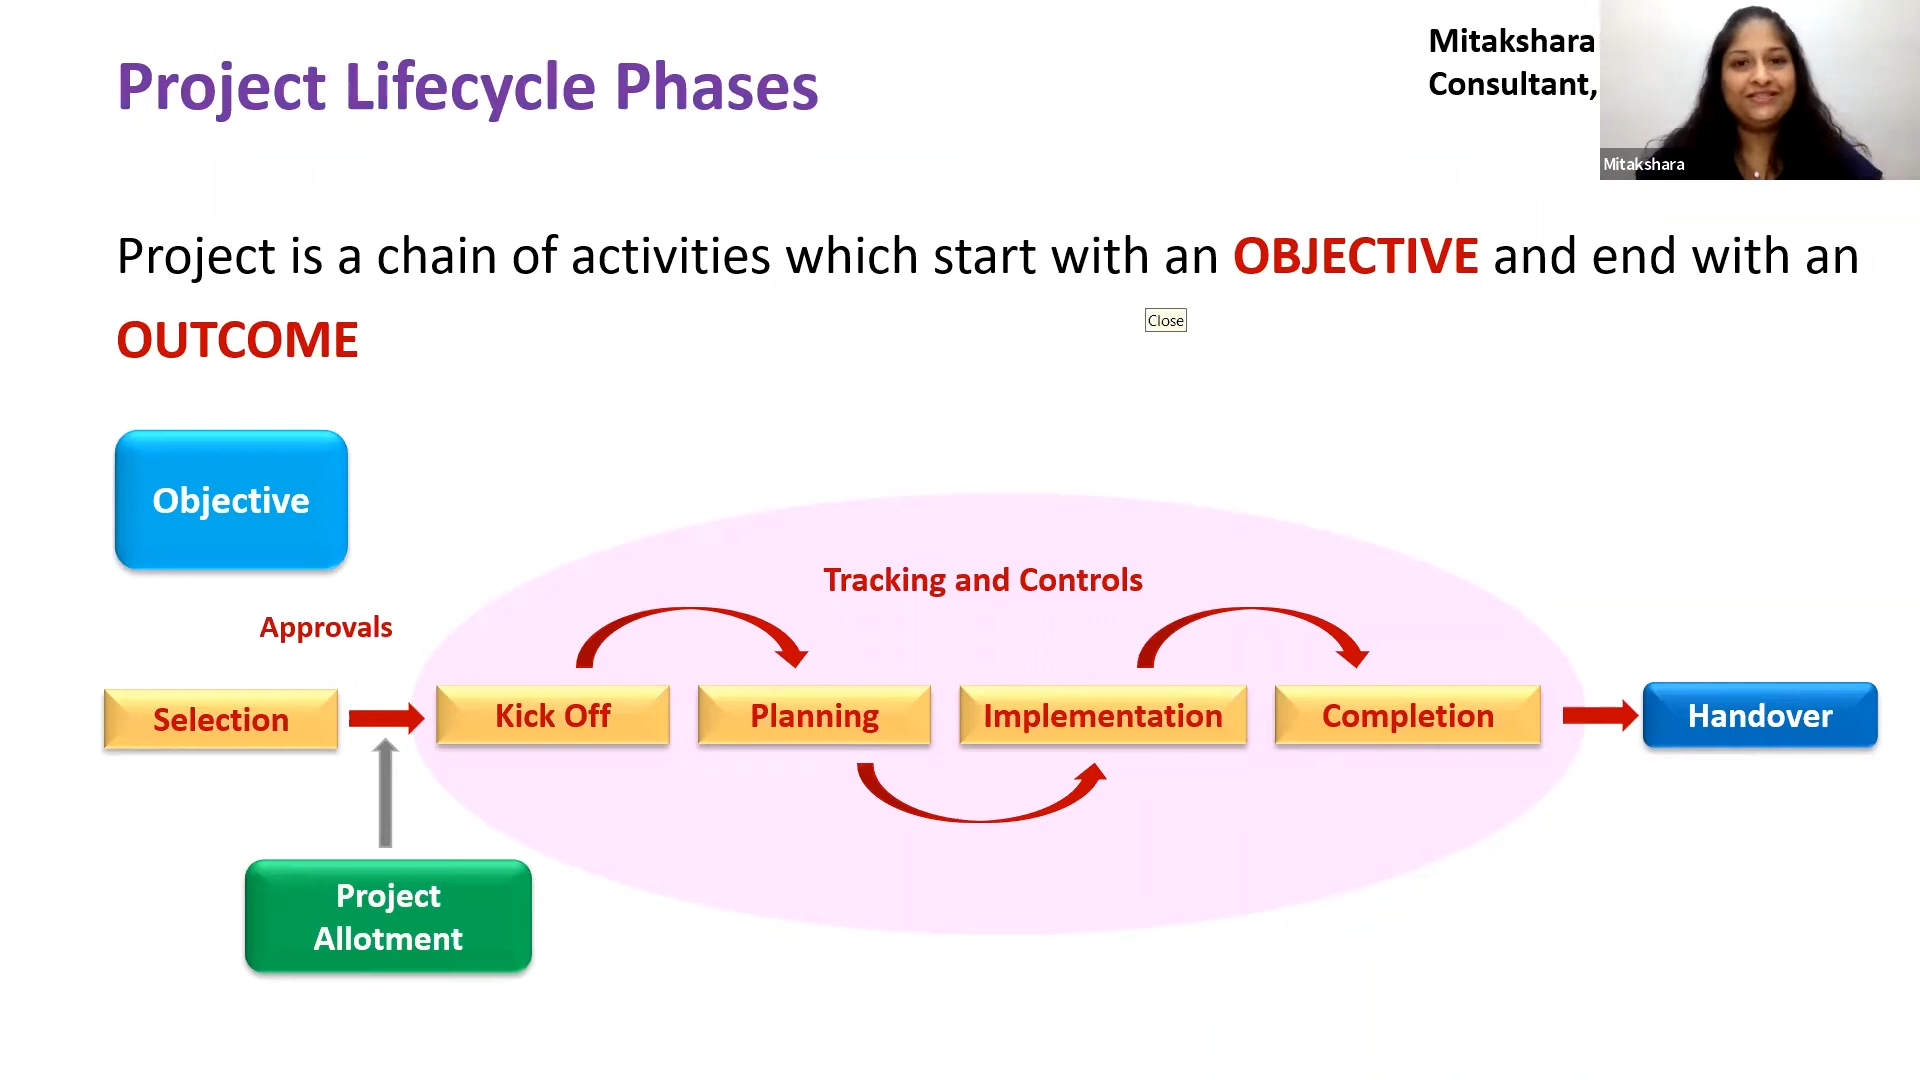 Project Lifecycle Phases
Mitakshara
Consultant,
Mitakshara
Project is a chain of activities which start with an OBJECTIVE and end with an
OUTCOME
Close
Objective
Tracking and Controls
Approvals
Selection
Kick Off
Planning
Implementation
Completion
Handover
Project
Allotment